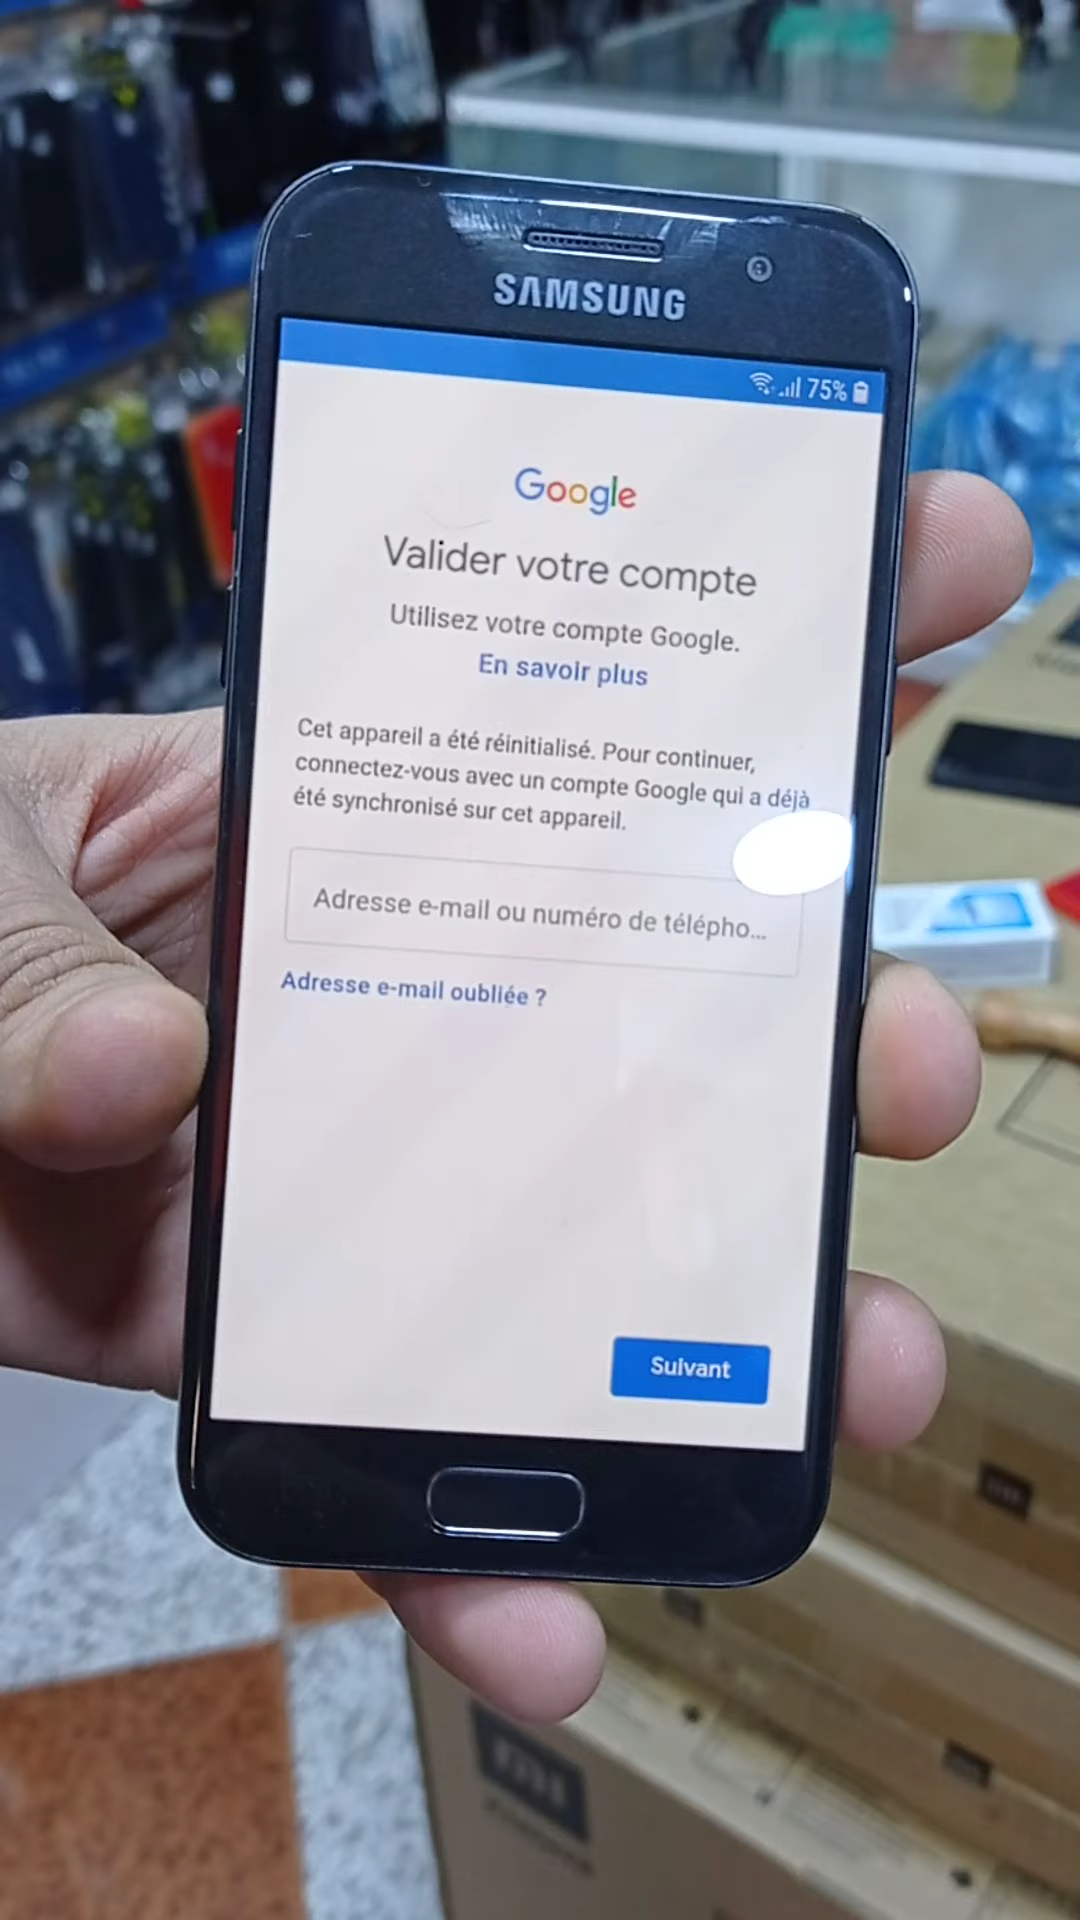 SAMSUNG
75%
Google
Valider votre compte
Utilisez votre compte Google.
En savoir plus
Cet appareil a été réinitialisé. Pour continuer,
connectez-vous avec un compte Google qui a déjà
été synchronisé sur cet appareil.
Adresse e-mail ou numéro de télépho...
Adresse e-mail oubliée ?
Suivant
mi